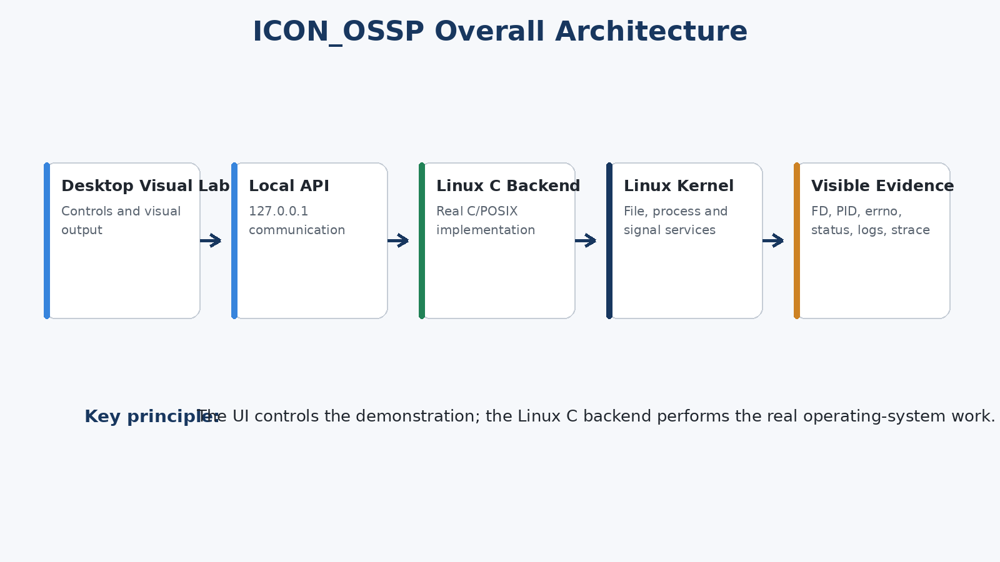 ICON_OSSP Overall Architecture
Desktop Visual Lab
Controls and visual
output
Local API
127.0.0.1
communication
Linux C Backend
Real C/POSIX
implementation
Linux Kernel
File, process and
signal services
Visible Evidence
FD, PID, errno,
status, logs, strace
Key principle: The UI controls the demonstration; the Linux C backend performs the real operating-system work.